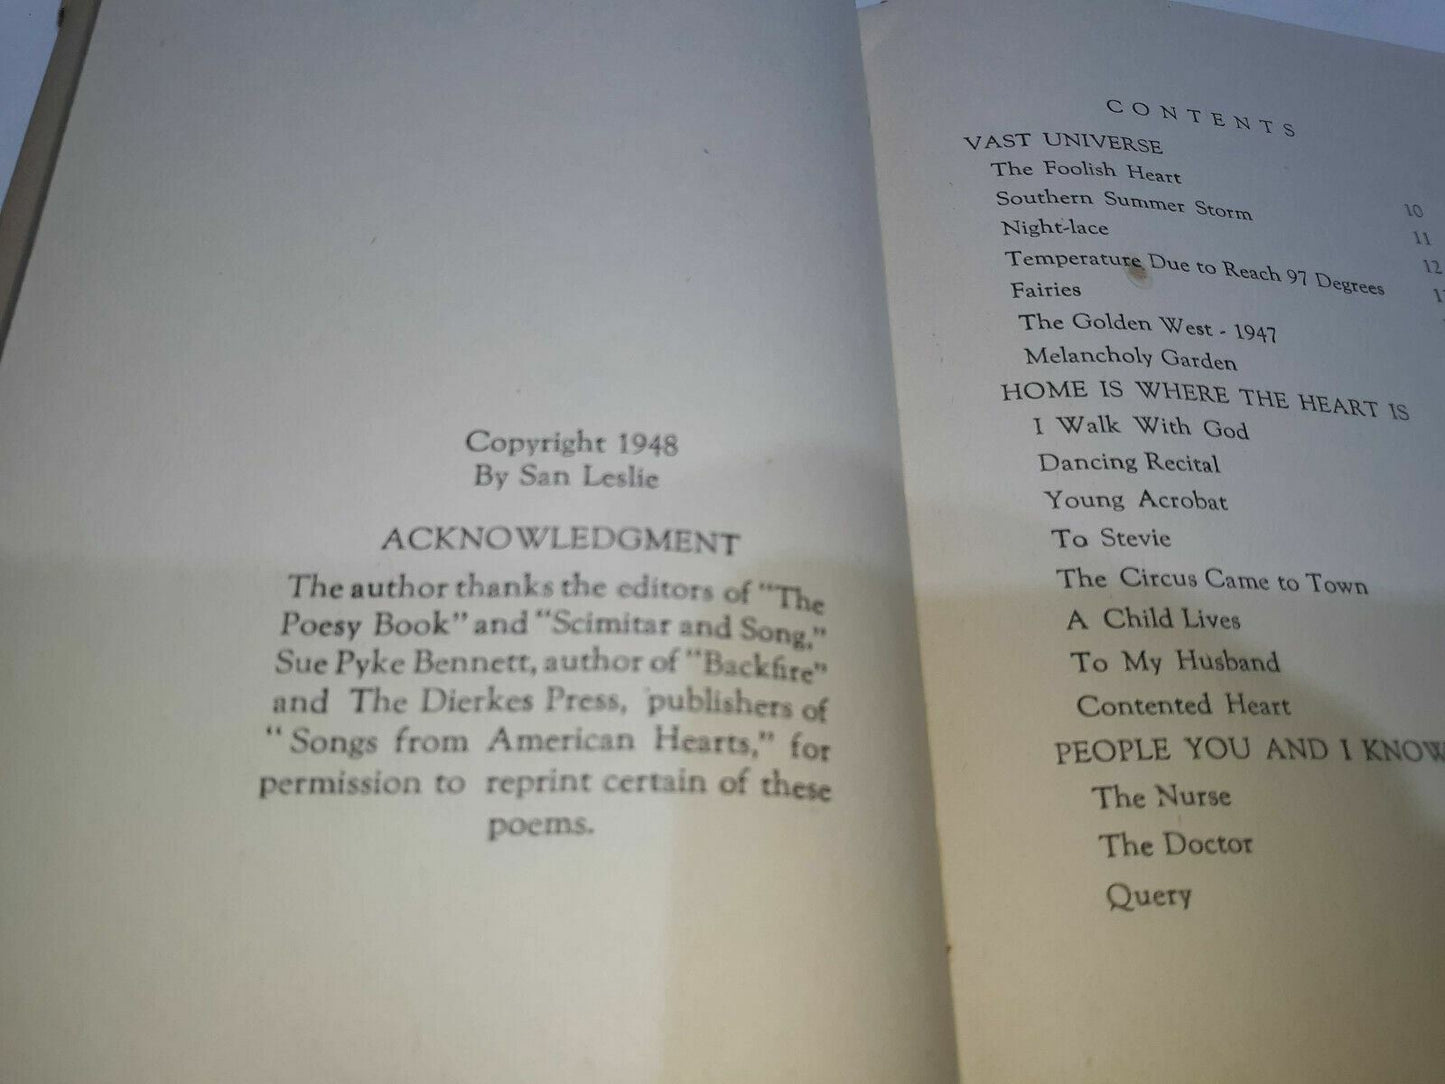 Copyright 1948
By San Leslie
ACKNOWLEDGMENT
The author thanks the editors of "The
Poesy Book" and "Scimitar and Song,"
Sue Pyke Bennett, author of "Backfire"
and The Dierkes Press, publishers of
"Songs from American Hearts," for
permission to reprint certain of these
poems.
CONTENTS
VAST UNIVERSE
The Foolish Heart
Southern Summer Storm 10
Night-lace 11
Temperature Due to Reach 97 Degrees 12
Fairies
The Golden West - 1947
Melancholy Garden
HOME IS WHERE THE HEART IS
I Walk With God
Dancing Recital
Young Acrobat
To Stevie
The Circus Came to Town
A Child Lives
To My Husband
Contented Heart
PEOPLE YOU AND I KNOW
The Nurse
The Doctor
Query